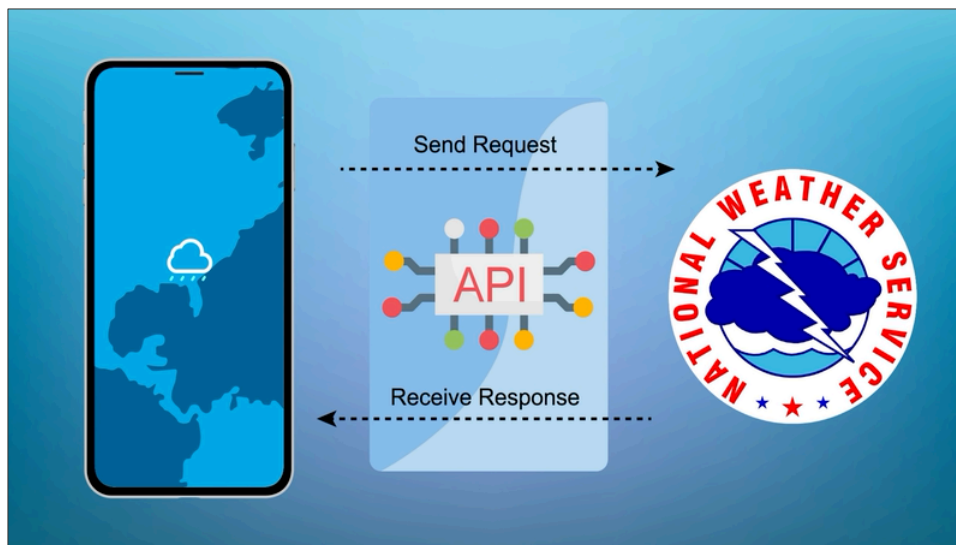 Send Request
API
Receive Response
NATIONAL WEATHER SERVICE